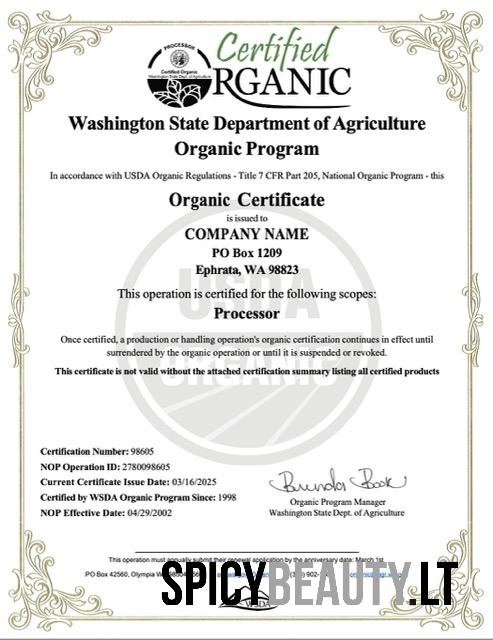 PROCESSOR
Certified Organic
Washington State Dept. of Agriculture
Certified
ORGANIC
Washington State Department of Agriculture
Organic Program
In accordance with USDA Organic Regulations - Title 7 CFR Part 205, National Organic Program - this
Organic Certificate
is issued to
COMPANY NAME
PO Box 1209
Ephrata, WA 98823
This operation is certified for the following scopes:
Processor
Once certified, a production or handling operation's organic certification continues in effect until
surrendered by the organic operation or until it is suspended or revoked.
This certificate is not valid without the attached certification summary listing all certified products
USDA
ORGANIC
Certification Number: 98605
NOP Operation ID: 2780098605
Current Certificate Issue Date: 03/16/2025
Certified by WSDA Organic Program Since: 1998
NOP Effective Date: 04/29/2002
Brenda Book
Organic Program Manager
Washington State Dept. of Agriculture
This operation must annually submit their renewal application by the anniversary date: March 1st
PO Box 42560, Olympia WA
SPICYBEAUTY.LT
WSDA